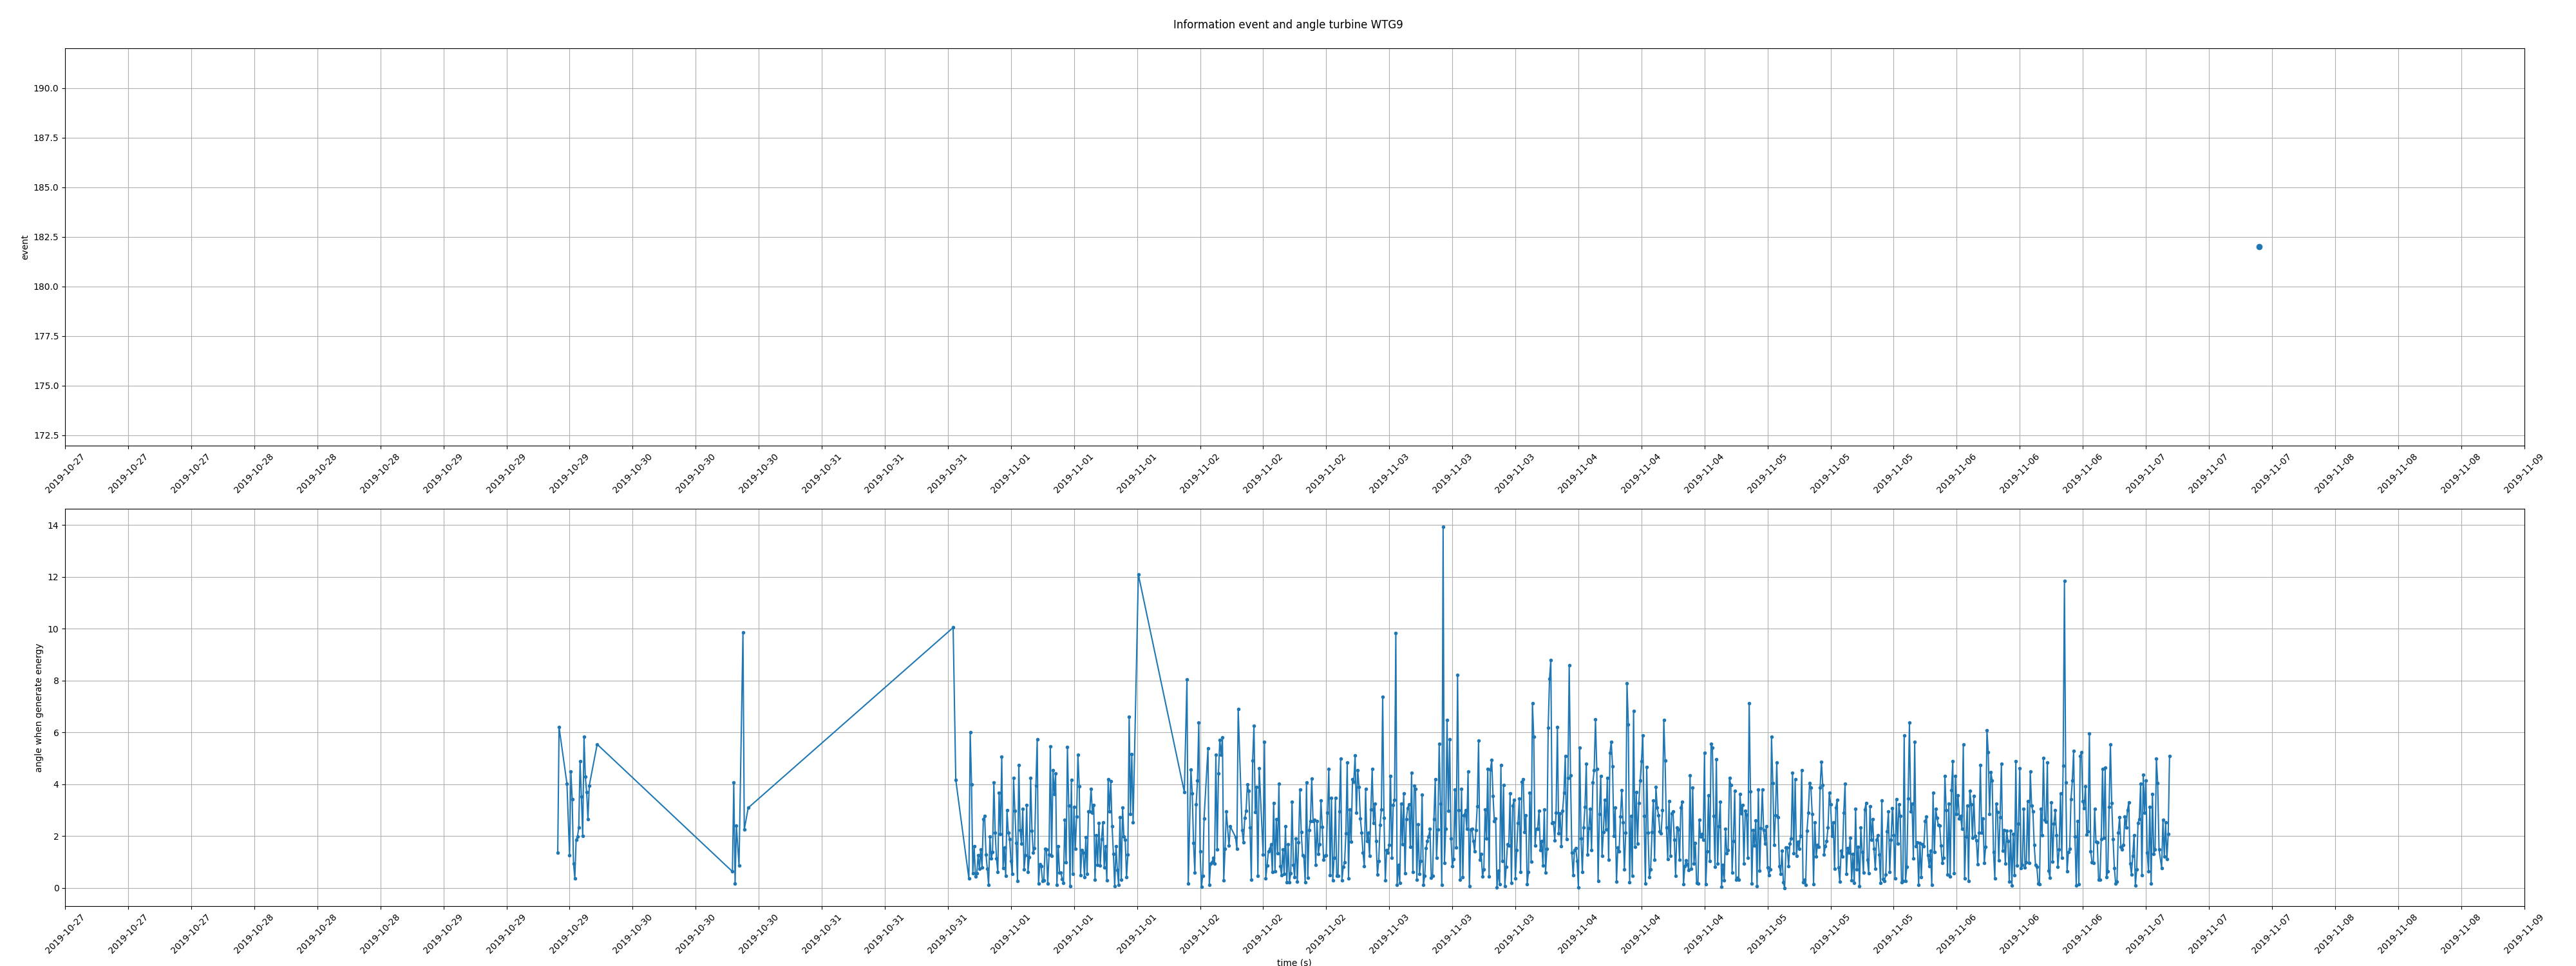 Information event and angle turbine WTG9
190.0
187.5
185.0
182.5
180.0
177.5
175.0
172.5
event
2019-10-27 2019-10-27 2019-10-27 2019-10-28 2019-10-28 2019-10-28 2019-10-29 2019-10-29 2019-10-29 2019-10-30 2019-10-30 2019-10-30 2019-10-31 2019-10-31 2019-10-31 2019-11-01 2019-11-01 2019-11-01 2019-11-02 2019-11-02 2019-11-02 2019-11-03 2019-11-03 2019-11-03 2019-11-04 2019-11-04 2019-11-04 2019-11-05 2019-11-05 2019-11-05 2019-11-06 2019-11-06 2019-11-06 2019-11-07 2019-11-07 2019-11-07 2019-11-08 2019-11-08 2019-11-08 2019-11-09
14
12
10
8
6
4
2
0
angle when generate energy
2019-10-27 2019-10-27 2019-10-27 2019-10-28 2019-10-28 2019-10-28 2019-10-29 2019-10-29 2019-10-29 2019-10-30 2019-10-30 2019-10-30 2019-10-31 2019-10-31 2019-10-31 2019-11-01 2019-11-01 2019-11-01 2019-11-02 2019-11-02 2019-11-02 2019-11-03 2019-11-03 2019-11-03 2019-11-04 2019-11-04 2019-11-04 2019-11-05 2019-11-05 2019-11-05 2019-11-06 2019-11-06 2019-11-06 2019-11-07 2019-11-07 2019-11-07 2019-11-08 2019-11-08 2019-11-08 2019-11-09
time (s)